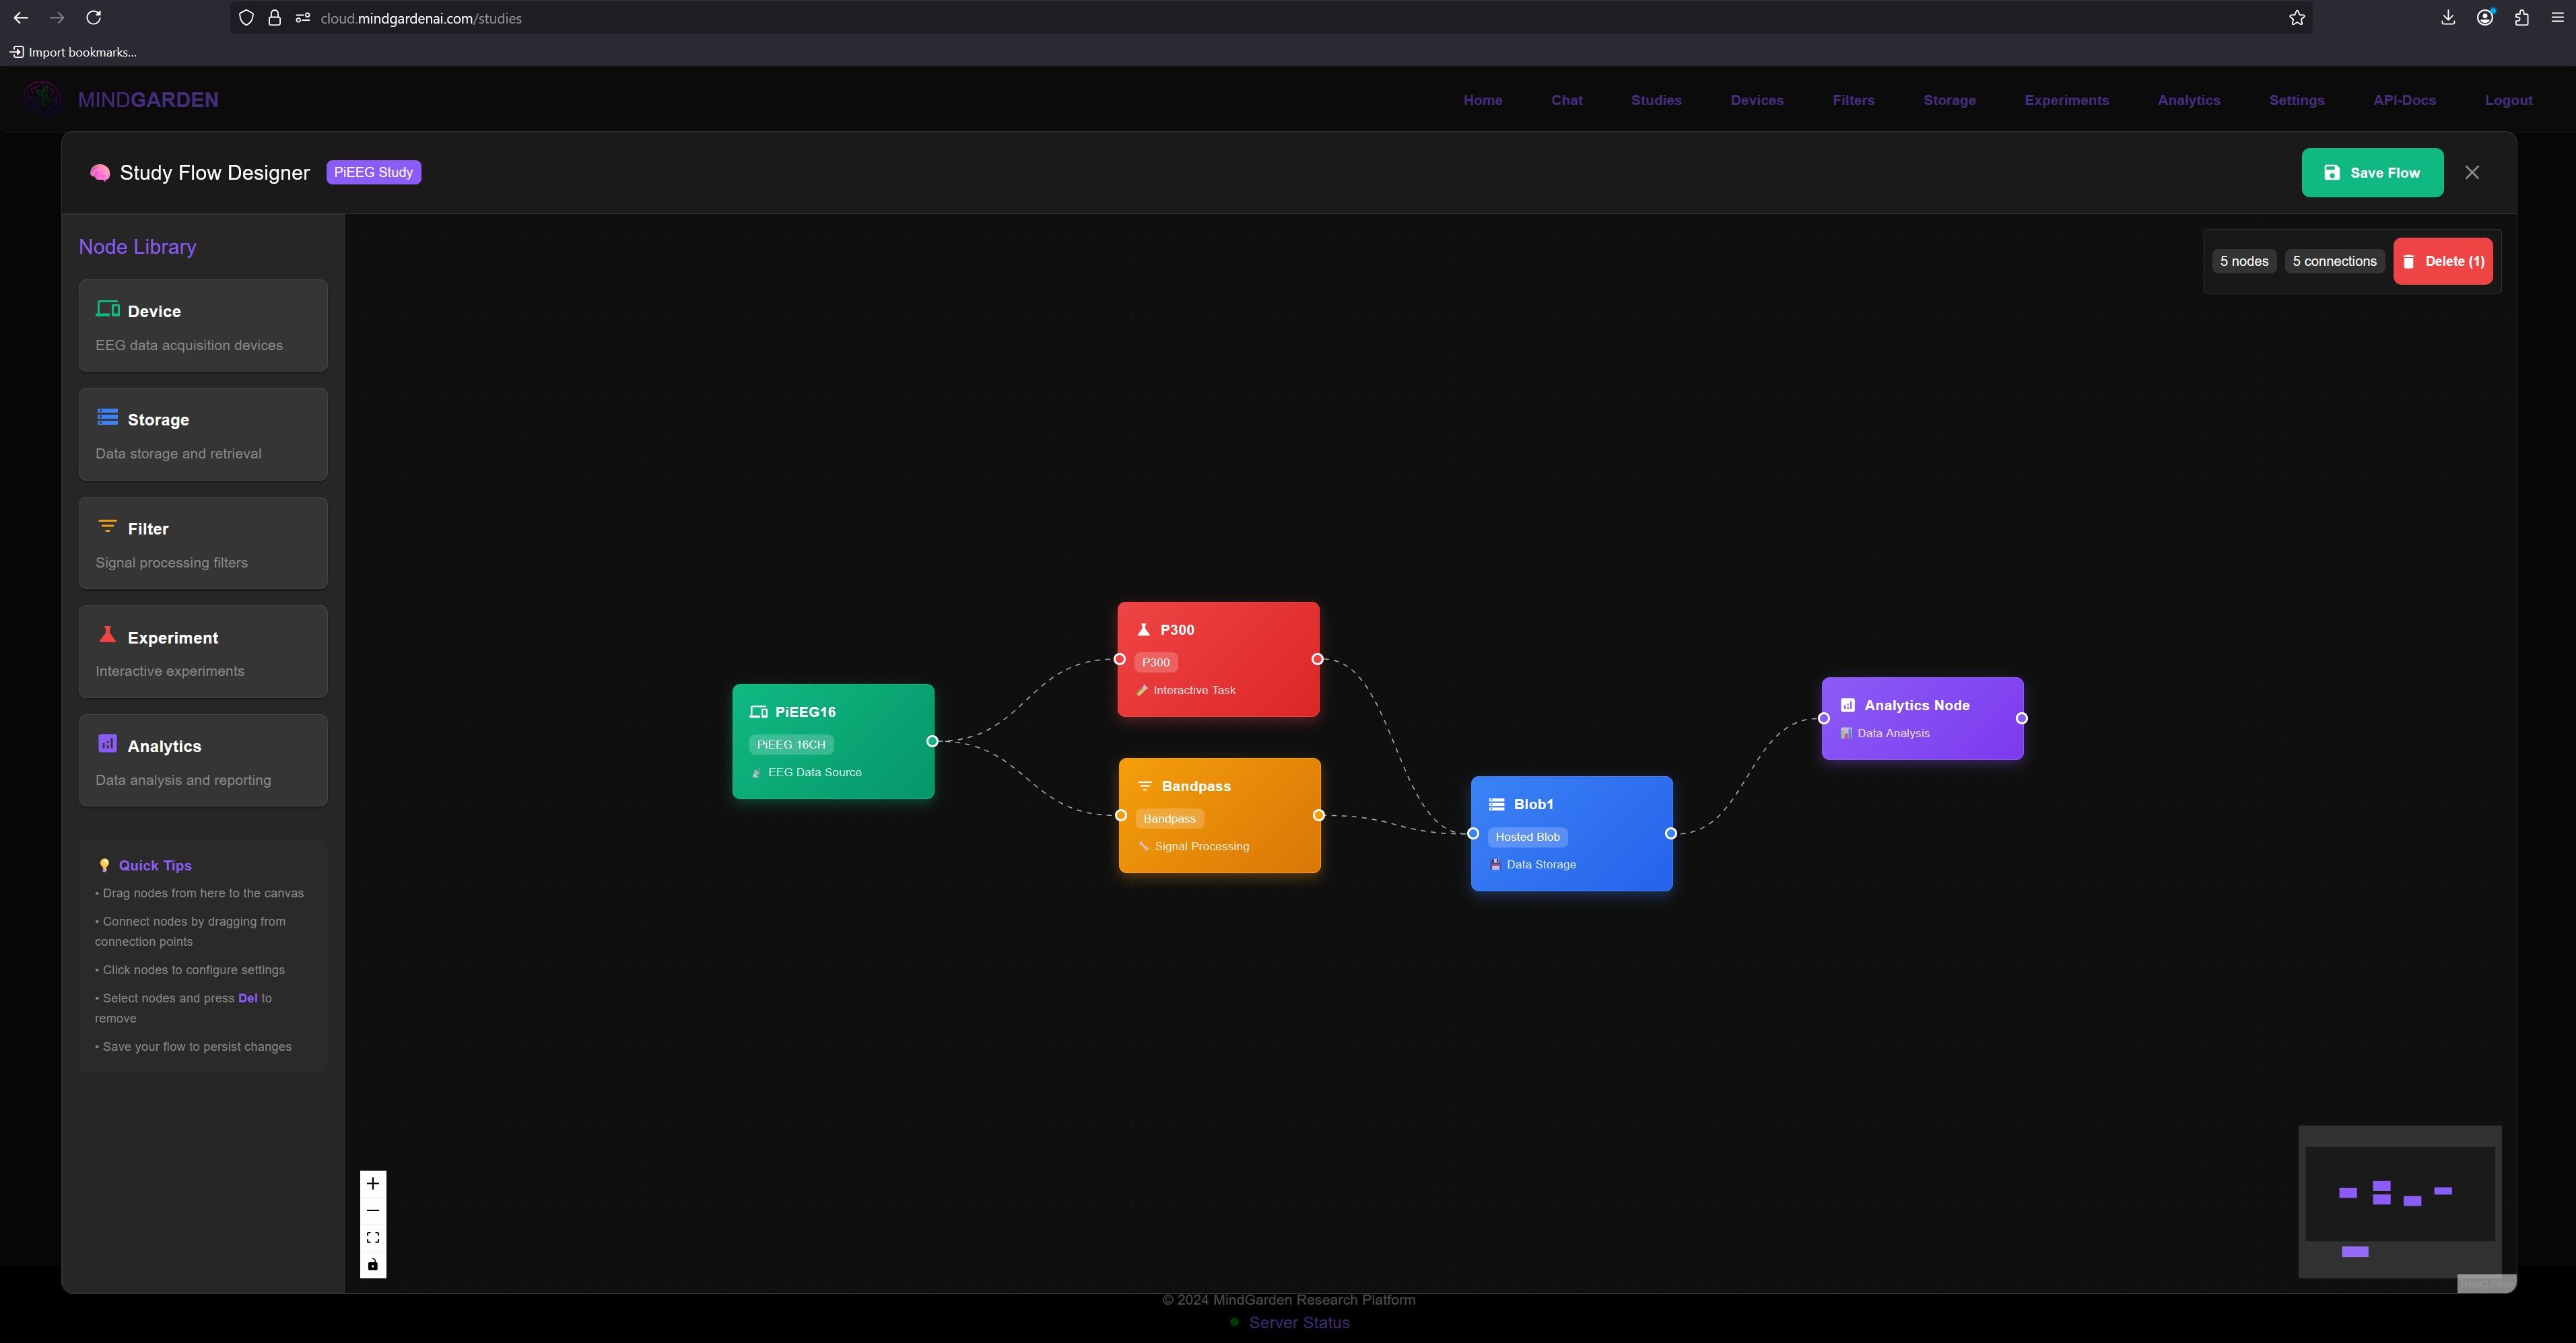 cloud.mindgardenai.com/studies
Import bookmarks...
MINDGARDEN
Home Chat Studies Devices Filters Storage Experiments Analytics Settings API-Docs Logout
Study Flow Designer PiEEG Study
Save Flow
Node Library
5 nodes 5 connections Delete (1)
Device
EEG data acquisition devices
Storage
Data storage and retrieval
Filter
Signal processing filters
Experiment
Interactive experiments
Analytics
Data analysis and reporting
Quick Tips
• Drag nodes from here to the canvas
• Connect nodes by dragging from
connection points
• Click nodes to configure settings
• Select nodes and press Del to
remove
• Save your flow to persist changes
PiEEG16
PiEEG 16CH
EEG Data Source
P300
P300
Interactive Task
Bandpass
Bandpass
Signal Processing
Blob1
Hosted Blob
Data Storage
Analytics Node
Data Analysis
React Flow
© 2024 MindGarden Research Platform
Server Status